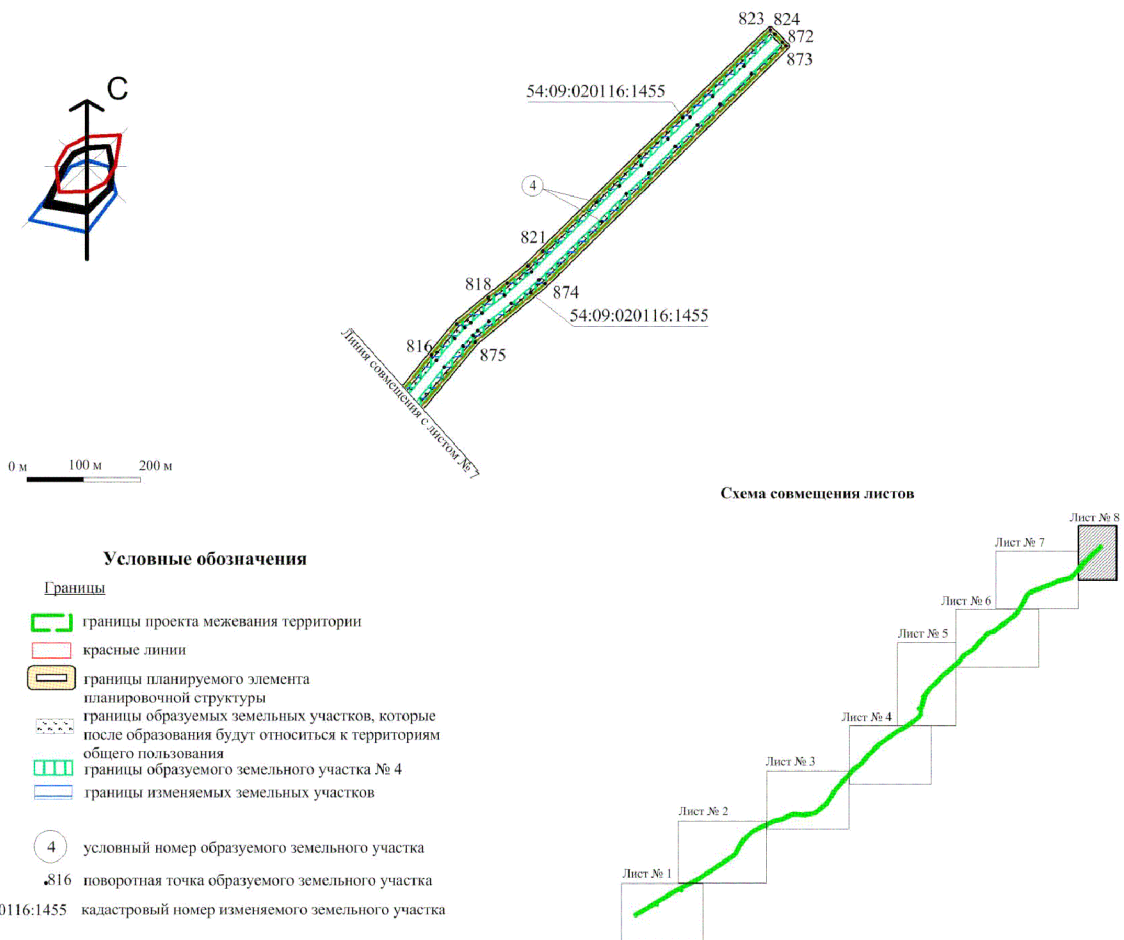 823 824
872
873
С
54:09:020116:1455
4
821
818
874
54:09:020116:1455
816
875
Линия совмещения с листом № 7
0 м 100 м 200 м
Схема совмещения листов
Лист № 8
Лист № 7
Лист № 6
Лист № 5
Лист № 4
Лист № 3
Лист № 2
Лист № 1
Условные обозначения
Границы
границы проекта межевания территории
красные линии
границы планируемого элемента
планировочной структуры
границы образуемых земельных участков, которые
после образования будут относиться к территориям
общего пользования
границы образуемого земельного участка № 4
границы изменяемых земельных участков
4 условный номер образуемого земельного участка
.816 поворотная точка образуемого земельного участка
0116:1455 кадастровый номер изменяемого земельного участка